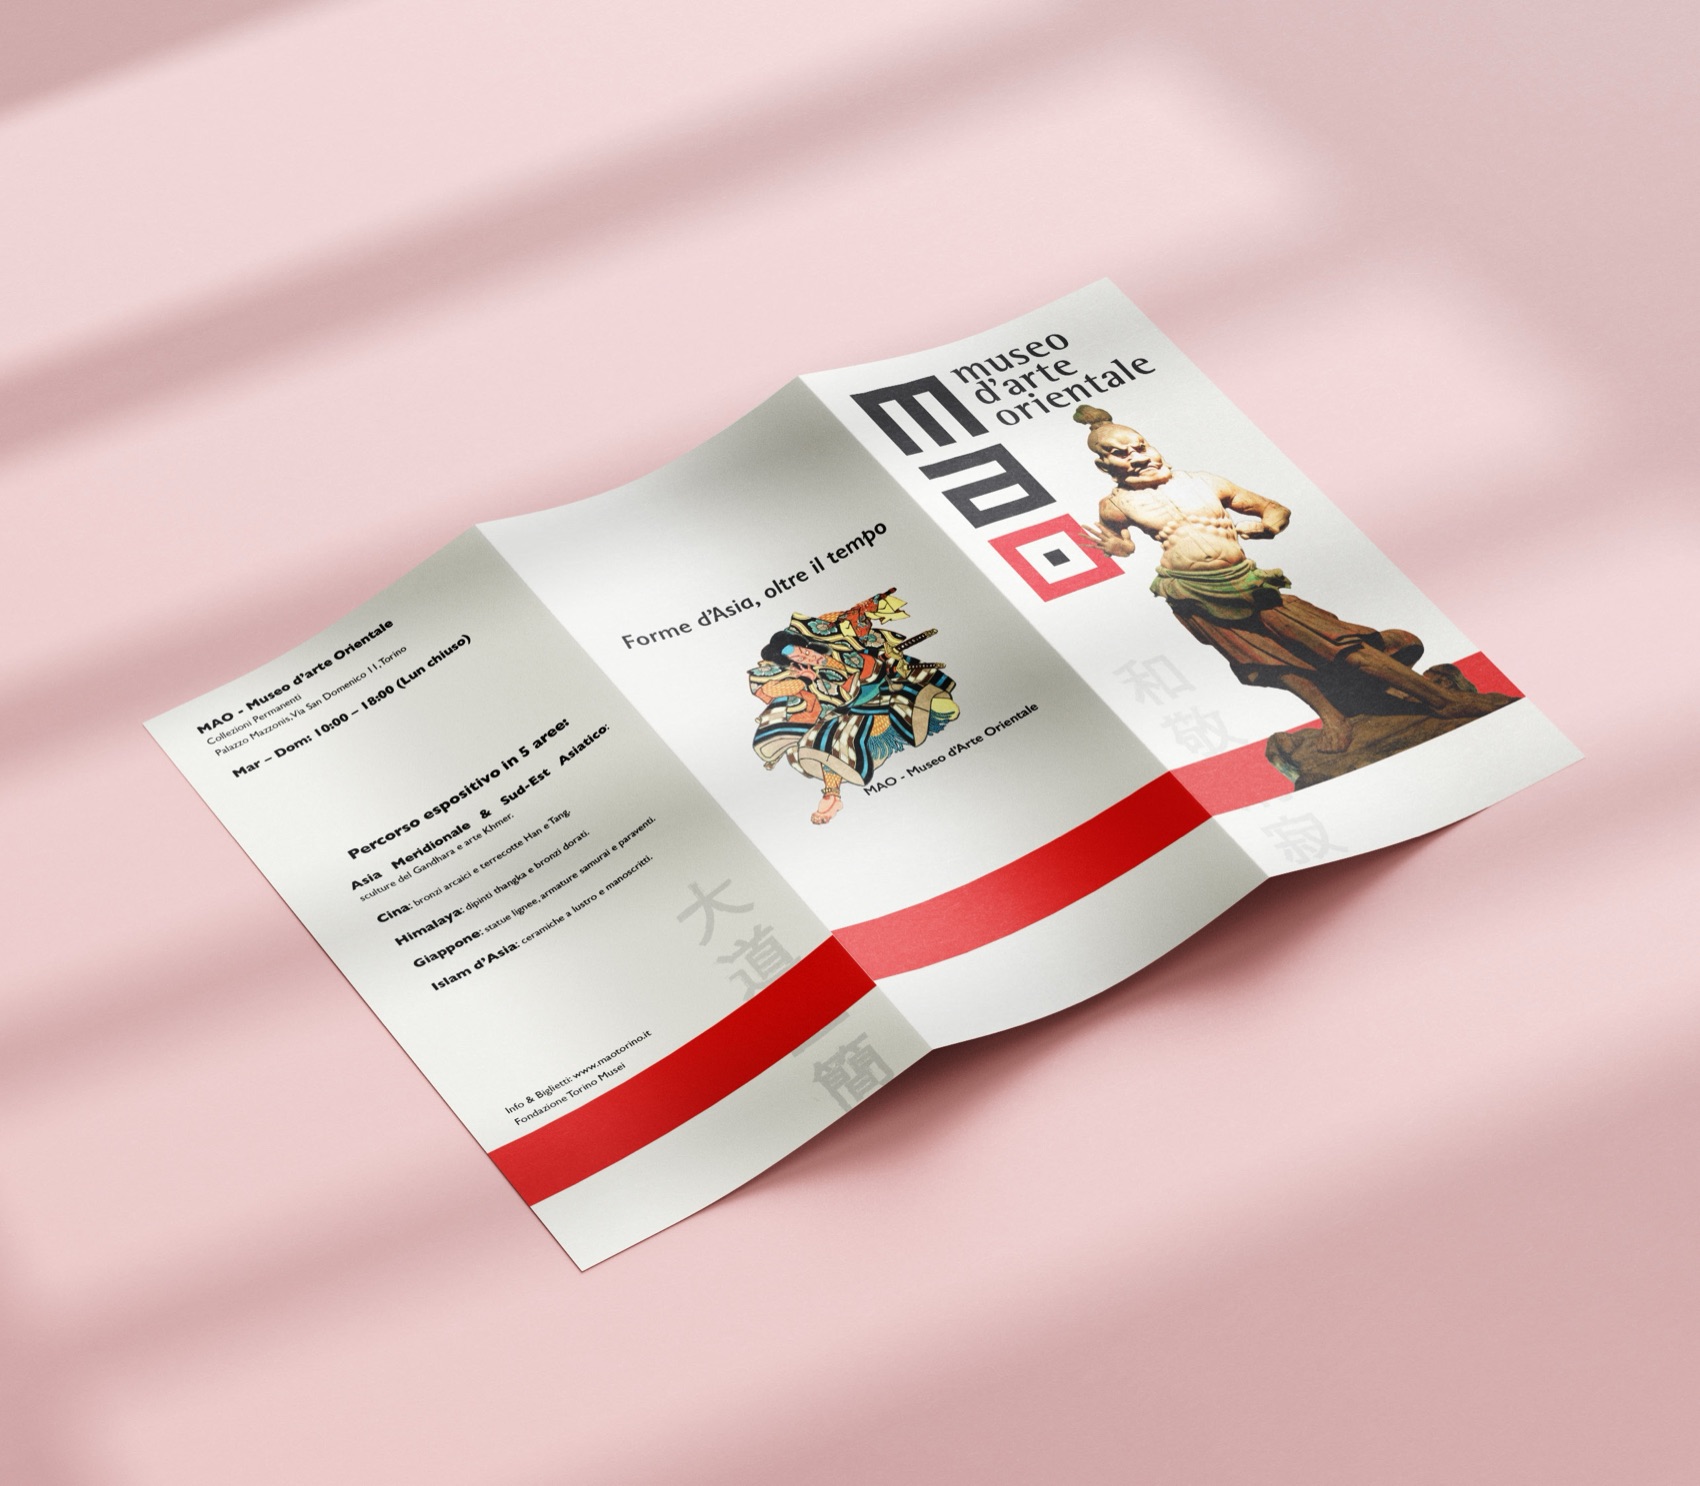 MAO - Museo d'arte Orientale
Collezioni Permanenti
Palazzo Mazzonis, Via San Domenico 11, Torino
Mar – Dom: 10:00 – 18:00 (Lun chiuso)
Percorso espositivo in 5 aree:
Asia Meridionale & Sud-Est Asiatico:
sculture del Gandhara e arte Khmer.
Cina: bronzi arcaici e terrecotte Han e Tang.
Himalaya: dipinti thangka e bronzi dorati.
Giappone: statue lignee, armature samurai e paraventi.
Islam d'Asia: ceramiche a lustro e manoscritti.
Info & Biglietti: www.maotorino.it
Fondazione Torino Musei
大
道
簡
Forme d'Asia, oltre il tempo
MAO - Museo d'Arte Orientale
mao
museo
d'arte
orientale
和
敬
寂